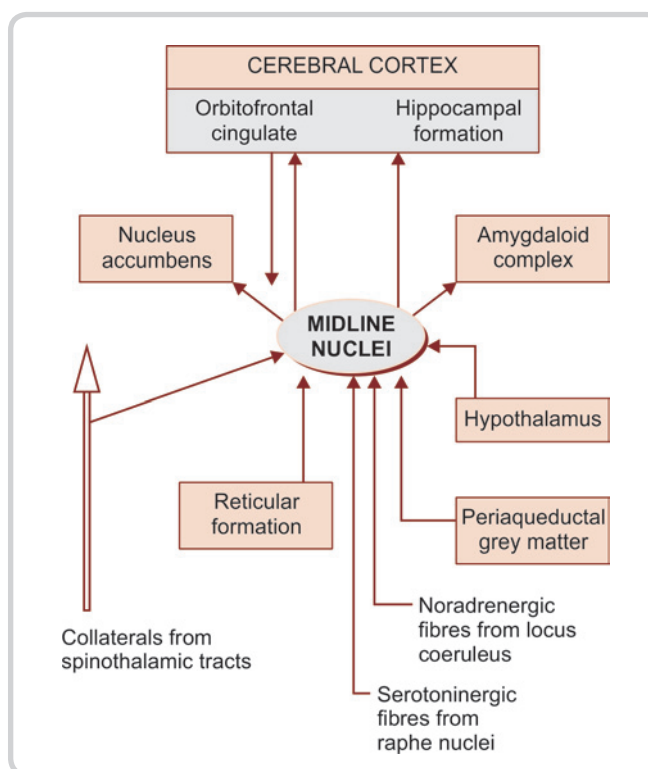 CEREBRAL CORTEX
Orbitofrontal
cingulate
Hippocampal
formation
Nucleus
accumbens
Amygdaloid
complex
MIDLINE
NUCLEI
Hypothalamus
Reticular
formation
Periaqueductal
grey matter
Collaterals from
spinothalamic tracts
Noradrenergic
fibres from locus
coeruleus
Serotoninergic
fibres from
raphe nuclei